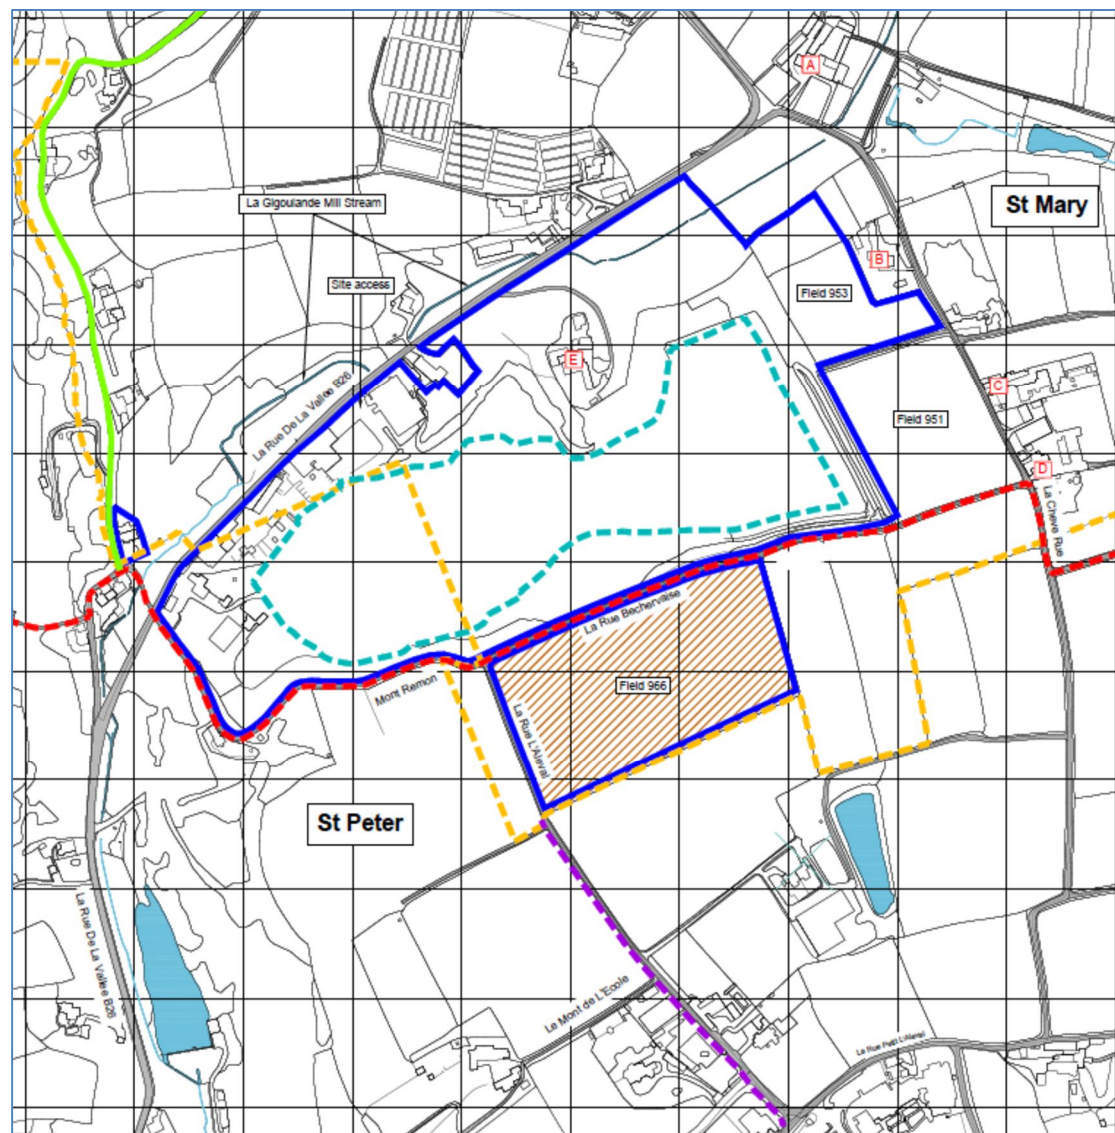 A
St Mary
La Gigoulande Mill Stream
B
Site access
Field 953
E
C
La Rue De La Vallee B26
Field 951
D
La Cheve Rue
La Rue Bechervaise
Field 966
Mont Remon
La Rue L'Aleval
St Peter
La Rue De La Vallee B26
Le Mont de L'Ecole
La Rue Petit L'Aleval